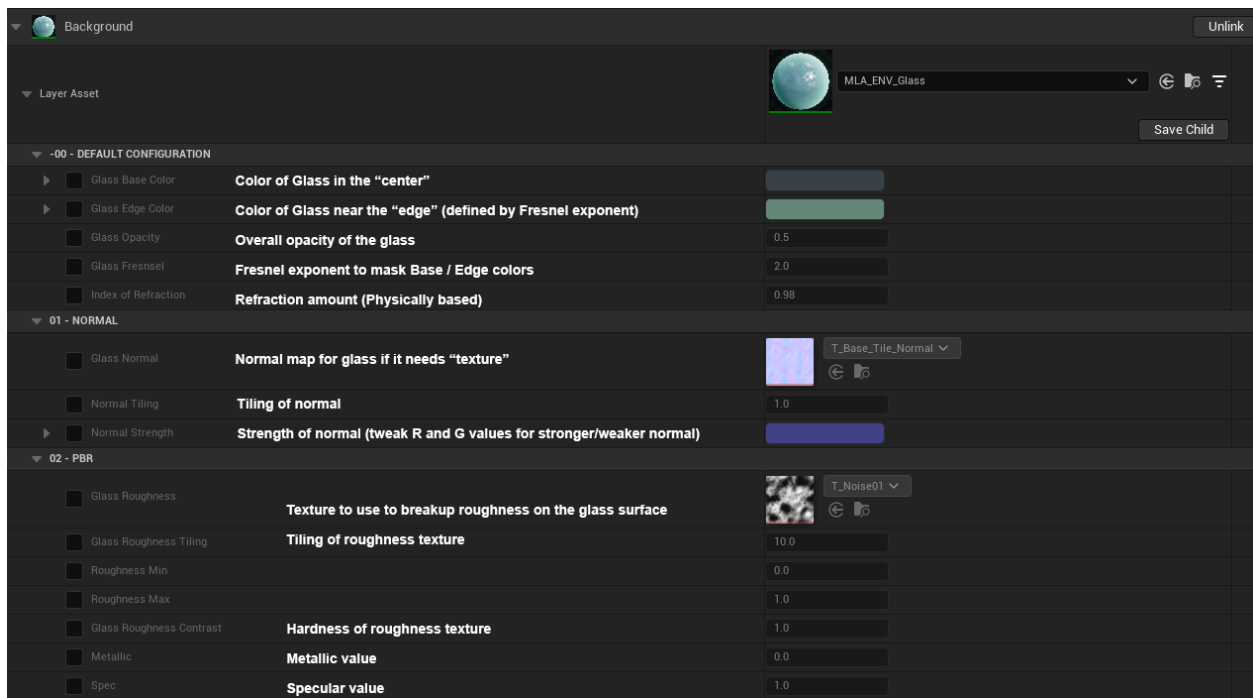 Background
Unlink
Layer Asset
MLA_ENV_Glass
Save Child
-00 - DEFAULT CONFIGURATION
Glass Base Color Color of Glass in the “center”
Glass Edge Color Color of Glass near the “edge” (defined by Fresnel exponent)
Glass Opacity Overall opacity of the glass 0.5
Glass Fresnsel Fresnel exponent to mask Base / Edge colors 2.0
Index of Refraction Refraction amount (Physically based) 0.98
01 - NORMAL
Glass Normal Normal map for glass if it needs “texture” T_Base_Tile_Normal
Normal Tiling Tiling of normal 1.0
Normal Strength Strength of normal (tweak R and G values for stronger/weaker normal)
02 - PBR
Glass Roughness Texture to use to breakup roughness on the glass surface T_Noise01
Glass Roughness Tiling Tiling of roughness texture 10.0
Roughness Min 0.0
Roughness Max 1.0
Glass Roughness Contrast Hardness of roughness texture 1.0
Metallic Metallic value 0.0
Spec Specular value 1.0